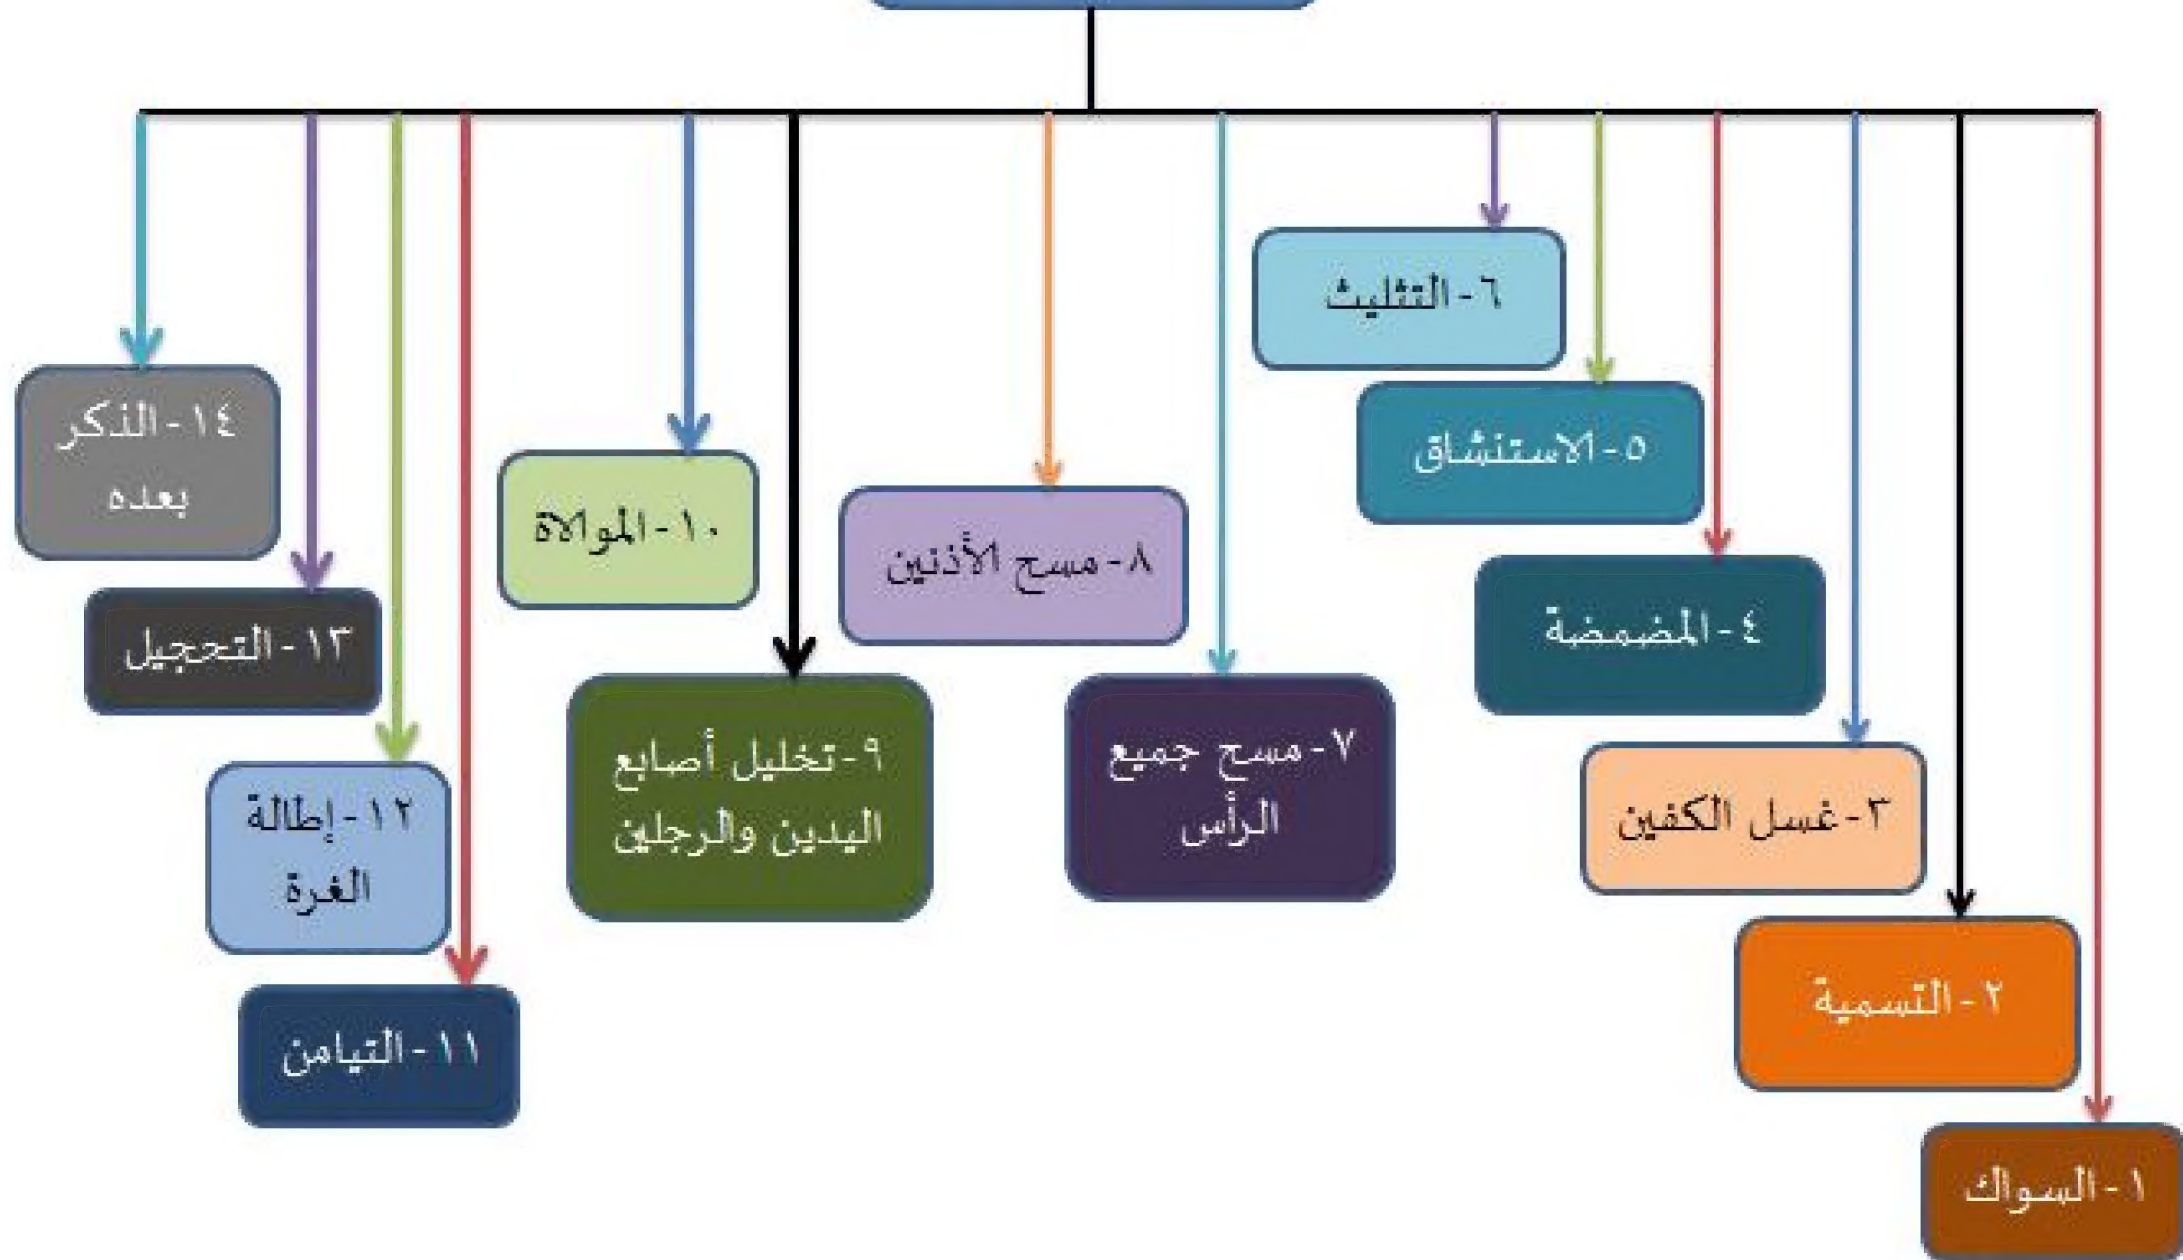 ١-السواك
٢-التسمية
٣-غسل الكفين
٤-المضمضة
٥-الاستنشاق
٦-التثليث
٧-مسح جميع
الرأس
٨-مسح الأذنين
٩-تخليل أصابع
اليدين والرجلين
١٠-الموالاة
١١-التيامن
١٢-إطالة
الغرة
١٣-التحجيل
١٤-الذكر
بعده